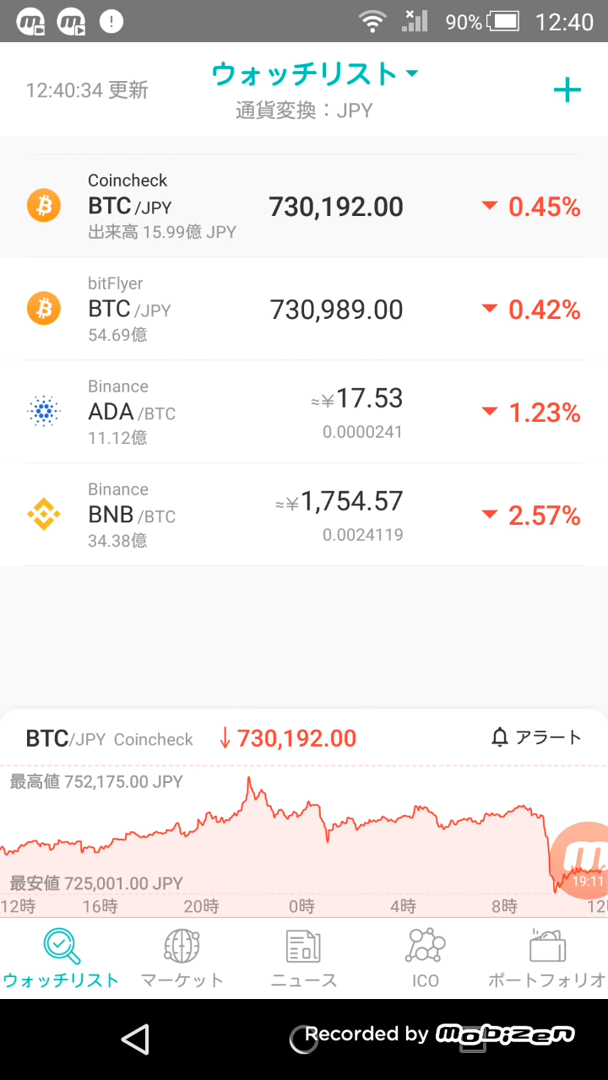 90% 12:40
12:40:34 更新
ウォッチリスト
通貨変換：JPY
+
Coincheck
BTC /JPY
730,192.00
0.45%
出来高 15.99億 JPY
bitFlyer
BTC /JPY
730,989.00
0.42%
54.69億
Binance
ADA /BTC
≈¥17.53
1.23%
0.0000241
11.12億
Binance
BNB /BTC
≈¥1,754.57
2.57%
0.0024119
34.38億
BTC/JPY Coincheck ↓730,192.00 アラート
最高値 752,175.00 JPY
19:11
最安値 725,001.00 JPY
12時 16時 20時 0時 4時 8時
ウォッチリスト マーケット ニュース ICO ポートフォリオ
Recorded by mobizen